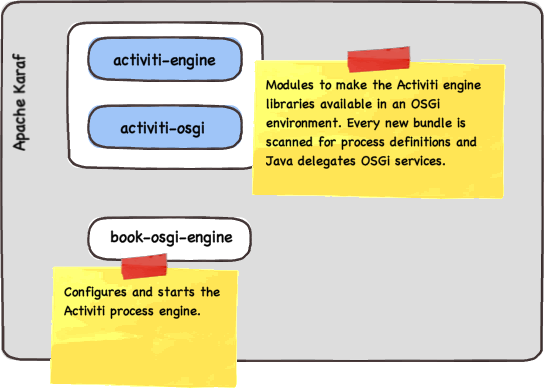 Apache Karaf
activiti-engine
activiti-osgi
Modules to make the Activiti engine
libraries available in an OSGi
environment. Every new bundle is
scanned for process definitions and
Java delegates OSGi services.
book-osgi-engine
Configures and starts the
Activiti process engine.